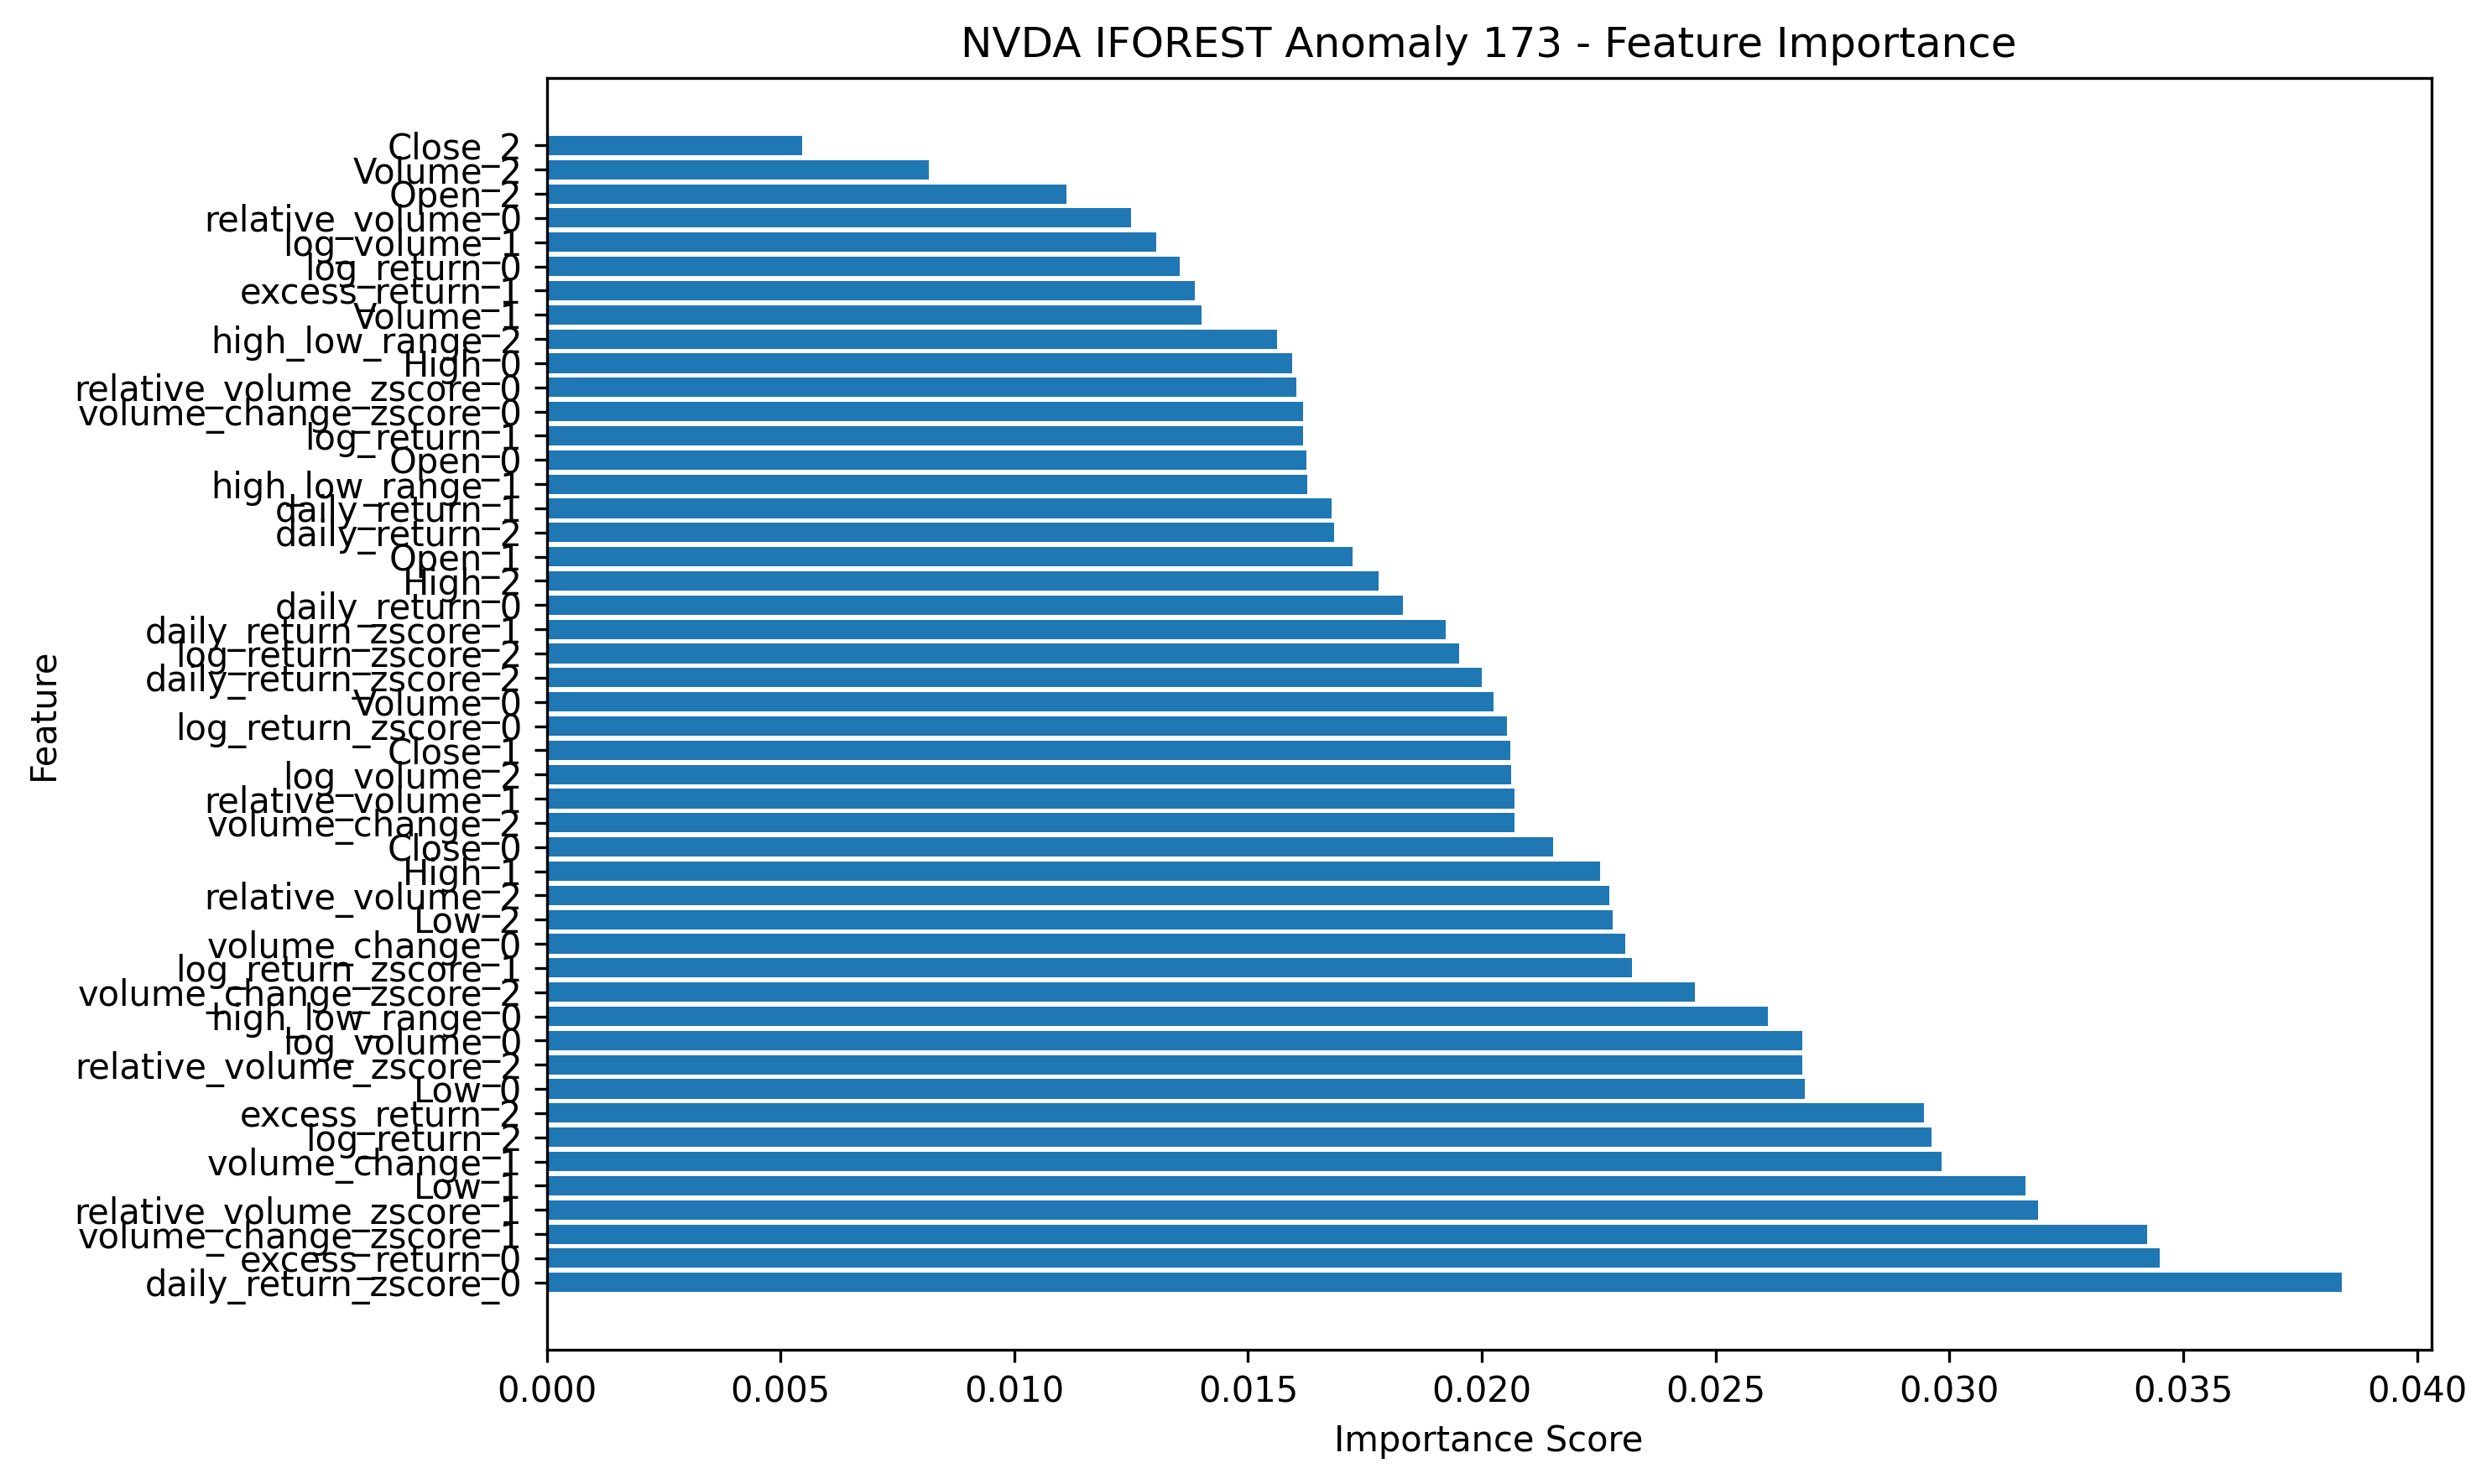 NVDA IFOREST Anomaly 173 - Feature Importance
Close_2
Volume_2
Open_2
relative_volume_0
log_volume_1
log_return_0
excess_return_1
Volume_1
high_low_range_2
High_0
relative_volume_zscore_0
volume_change_zscore_0
log_return_1
Open_0
high_low_range_1
daily_return_1
daily_return_2
Open_1
High_2
daily_return_0
daily_return_zscore_1
log_return_zscore_2
daily_return_zscore_2
Volume_0
log_return_zscore_0
Close_1
log_volume_2
relative_volume_1
volume_change_2
Close_0
High_1
relative_volume_2
Low_2
volume_change_0
log_return_zscore_1
volume_change_zscore_2
high_low_range_0
log_volume_0
relative_volume_zscore_2
Low_0
excess_return_2
log_return_2
volume_change_1
Low_1
relative_volume_zscore_1
volume_change_zscore_1
excess_return_0
daily_return_zscore_0
Feature
0.000 0.005 0.010 0.015 0.020 0.025 0.030 0.035 0.040
Importance Score